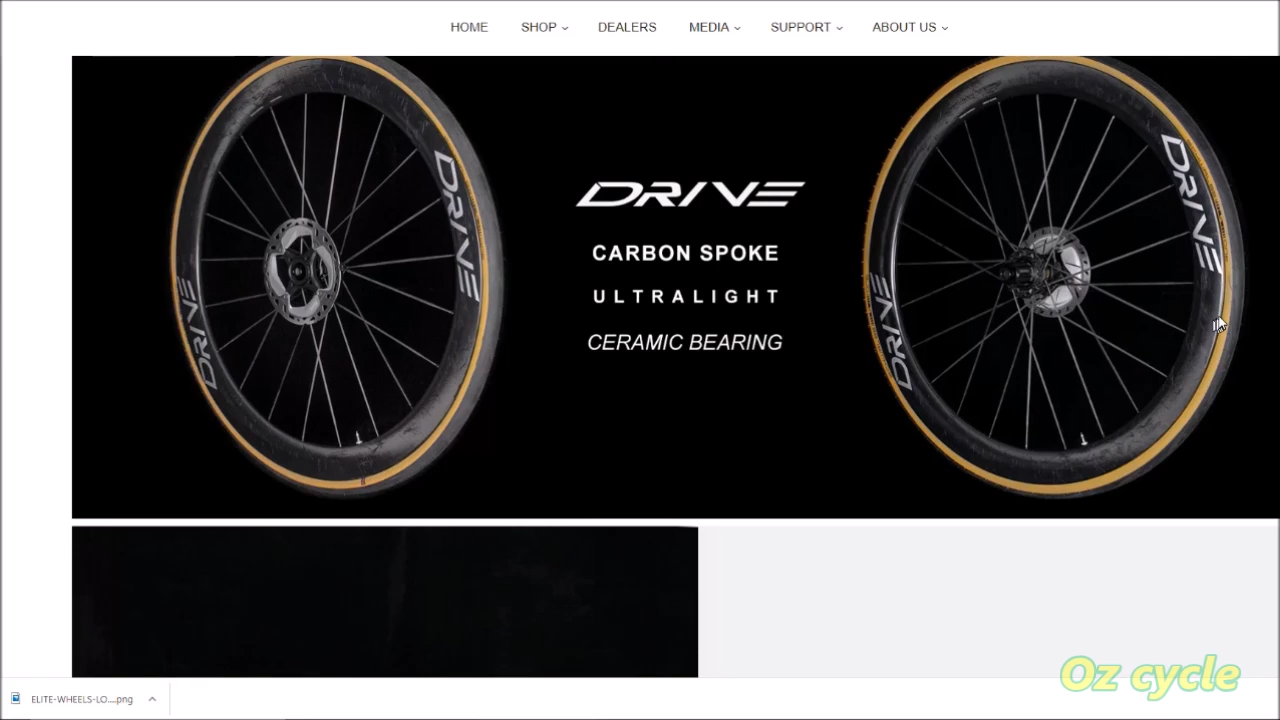 HOME
SHOP
DEALERS
MEDIA
SUPPORT
ABOUT US
DRIVE
DRIVE
DRIVE
CARBON SPOKE
ULTRALIGHT
CERAMIC BEARING
DRIVE
DRIVE
DRIVE
Oz cycle
ELITE-WHEELS-LO....png